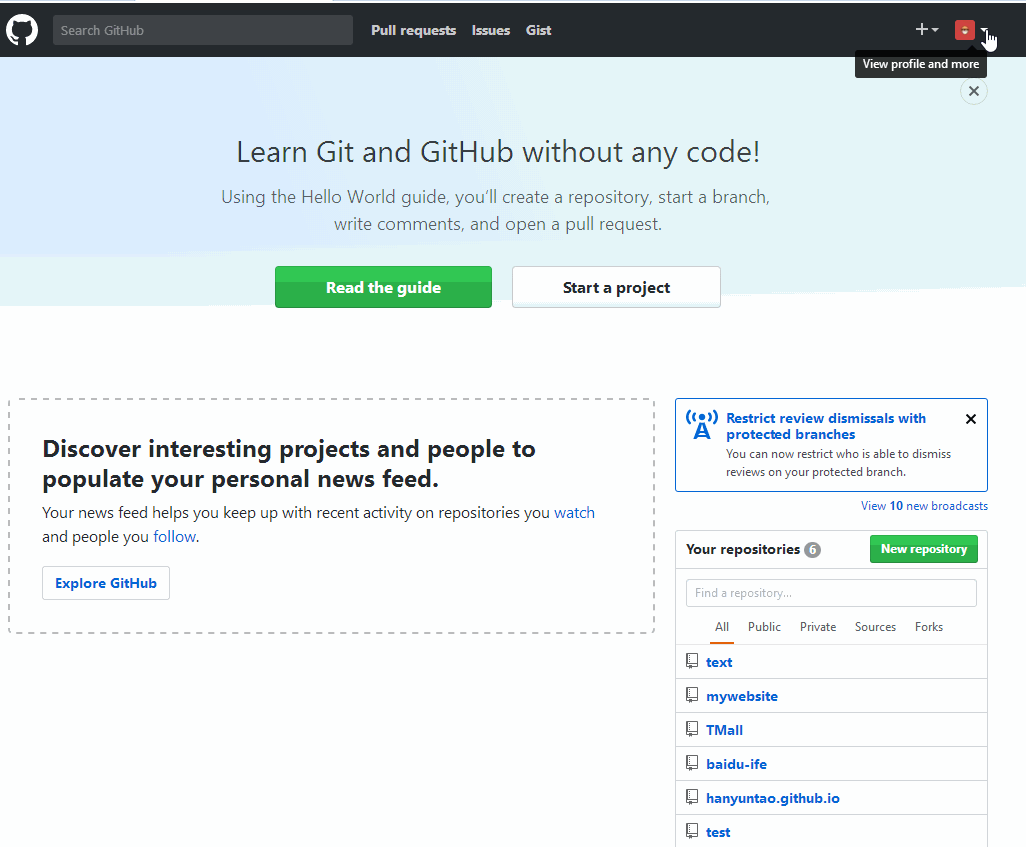 Search GitHub
Pull requests Issues Gist
View profile and more
Learn Git and GitHub without any code!
Using the Hello World guide, you’ll create a repository, start a branch,
write comments, and open a pull request.
Read the guide
Start a project
Discover interesting projects and people to
populate your personal news feed.
Your news feed helps you keep up with recent activity on repositories you watch
and people you follow.
Explore GitHub
Restrict review dismissals with
protected branches
You can now restrict who is able to dismiss
reviews on your protected branch.
View 10 new broadcasts
Your repositories 6
New repository
Find a repository...
All Public Private Sources Forks
text
mywebsite
TMall
baidu-ife
hanyuntao.github.io
test